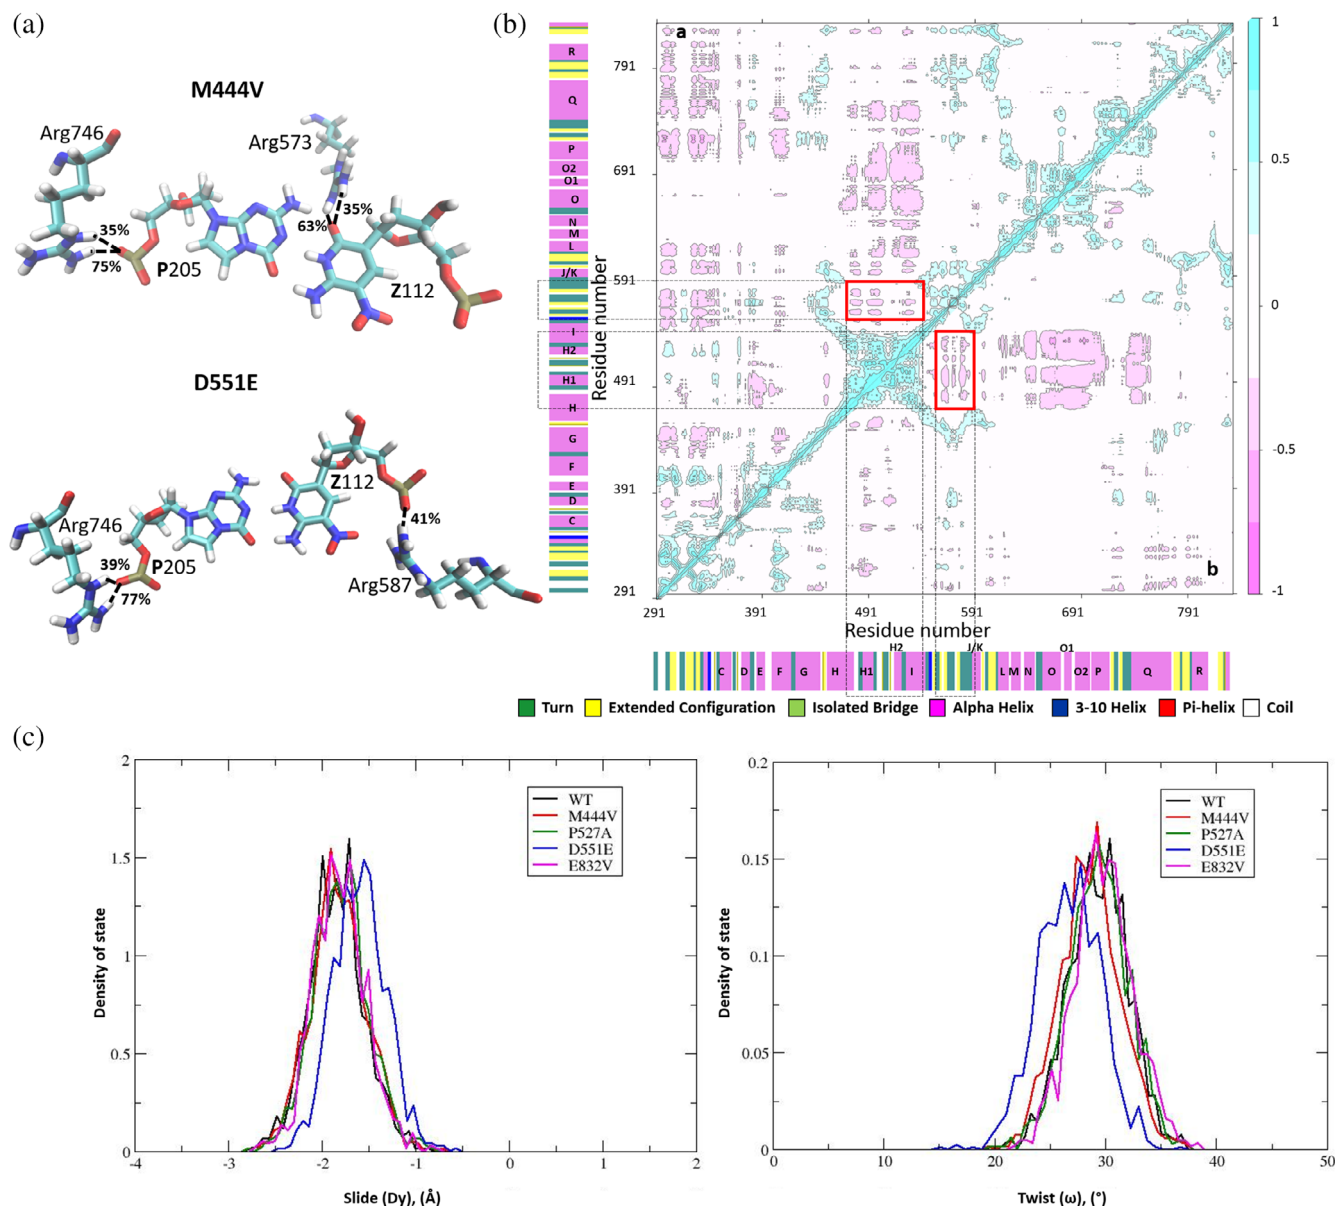 (a)
M444V
Arg746
Arg573
35%
63%
35%
75%
P205
Z112
D551E
Z112
Arg746
41%
39%
P205
77%
Arg587
(b)
R
Q
P
O2
O1
O
N
M
L
J/K
I
H2
H1
H
G
F
E
D
C
Residue number
a
b
791
691
591
491
391
291
291 391 491 591 691 791
1
0.5
0
-0.5
-1
Residue number
H2 J/K O1
C D E F G H H1 I L M N O O2 P Q R
Turn Extended Configuration Isolated Bridge Alpha Helix 3-10 Helix Pi-helix Coil
(c)
Density of state
2
1.5
1
0.5
0
-4 -3 -2 -1 0 1 2
Slide (Dy), (Å)
WT
M444V
P527A
D551E
E832V
Density of state
0.2
0.15
0.1
0.05
0
0 10 20 30 40 50
Twist (ω), (°)
WT
M444V
P527A
D551E
E832V